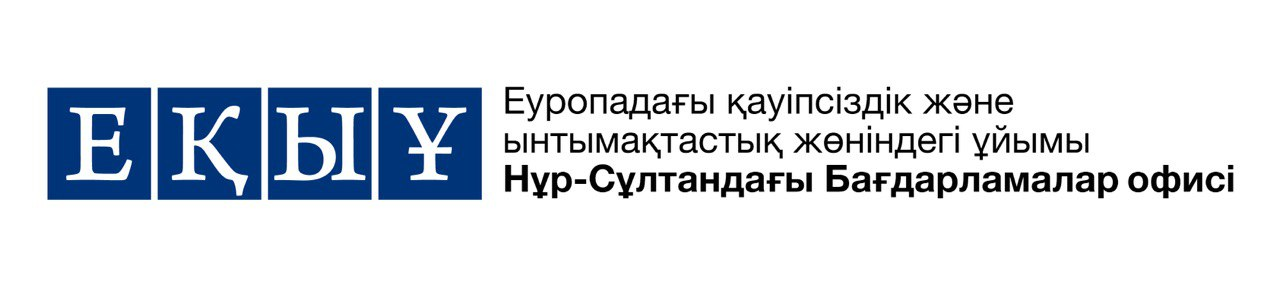 ЕҚЫҰ
Еуропадағы қауіпсіздік және
ынтымақтастық жөніндегі ұйымы
Нұр-Сұлтандағы Бағдарламалар офисі